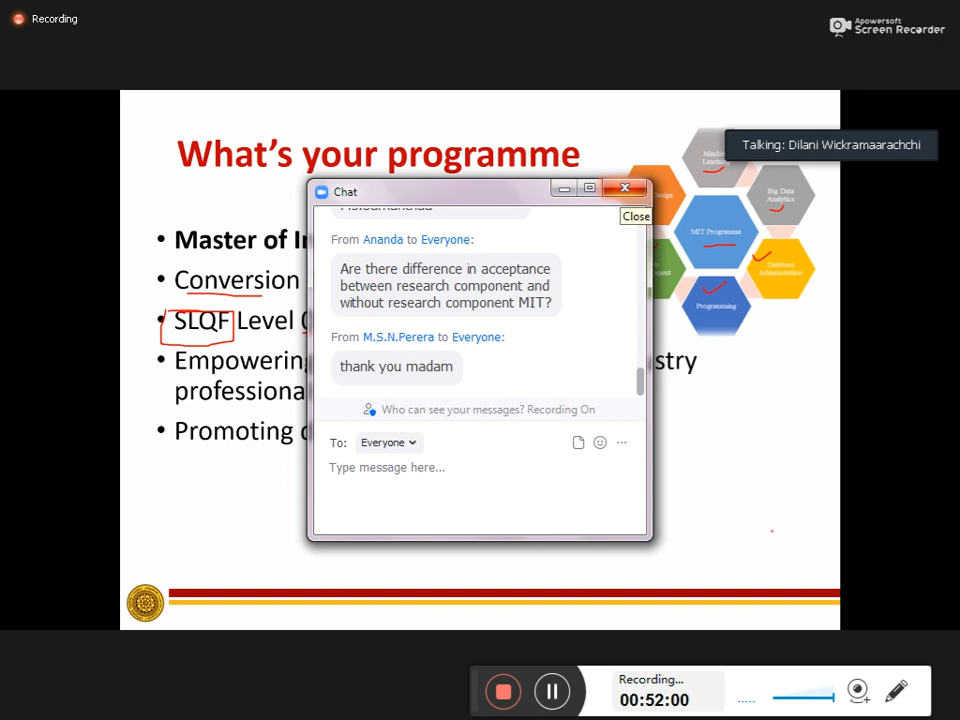 Recording
Apowersoft
Screen Recorder
Talking: Dilani Wickramaarachchi
What's your programme
Big Data
Analytics
MIT Programme
Database
Administration
Programming
Chat
Close
From Ananda to Everyone:
Are there difference in acceptance
between research component and
without research component MIT?
From M.S.N.Perera to Everyone:
thank you madam
Who can see your messages? Recording On
To: Everyone
Type message here...
• Master of
• Conversion
• SLQF Level
• Empowering
• Promoting
Recording...
00:52:00